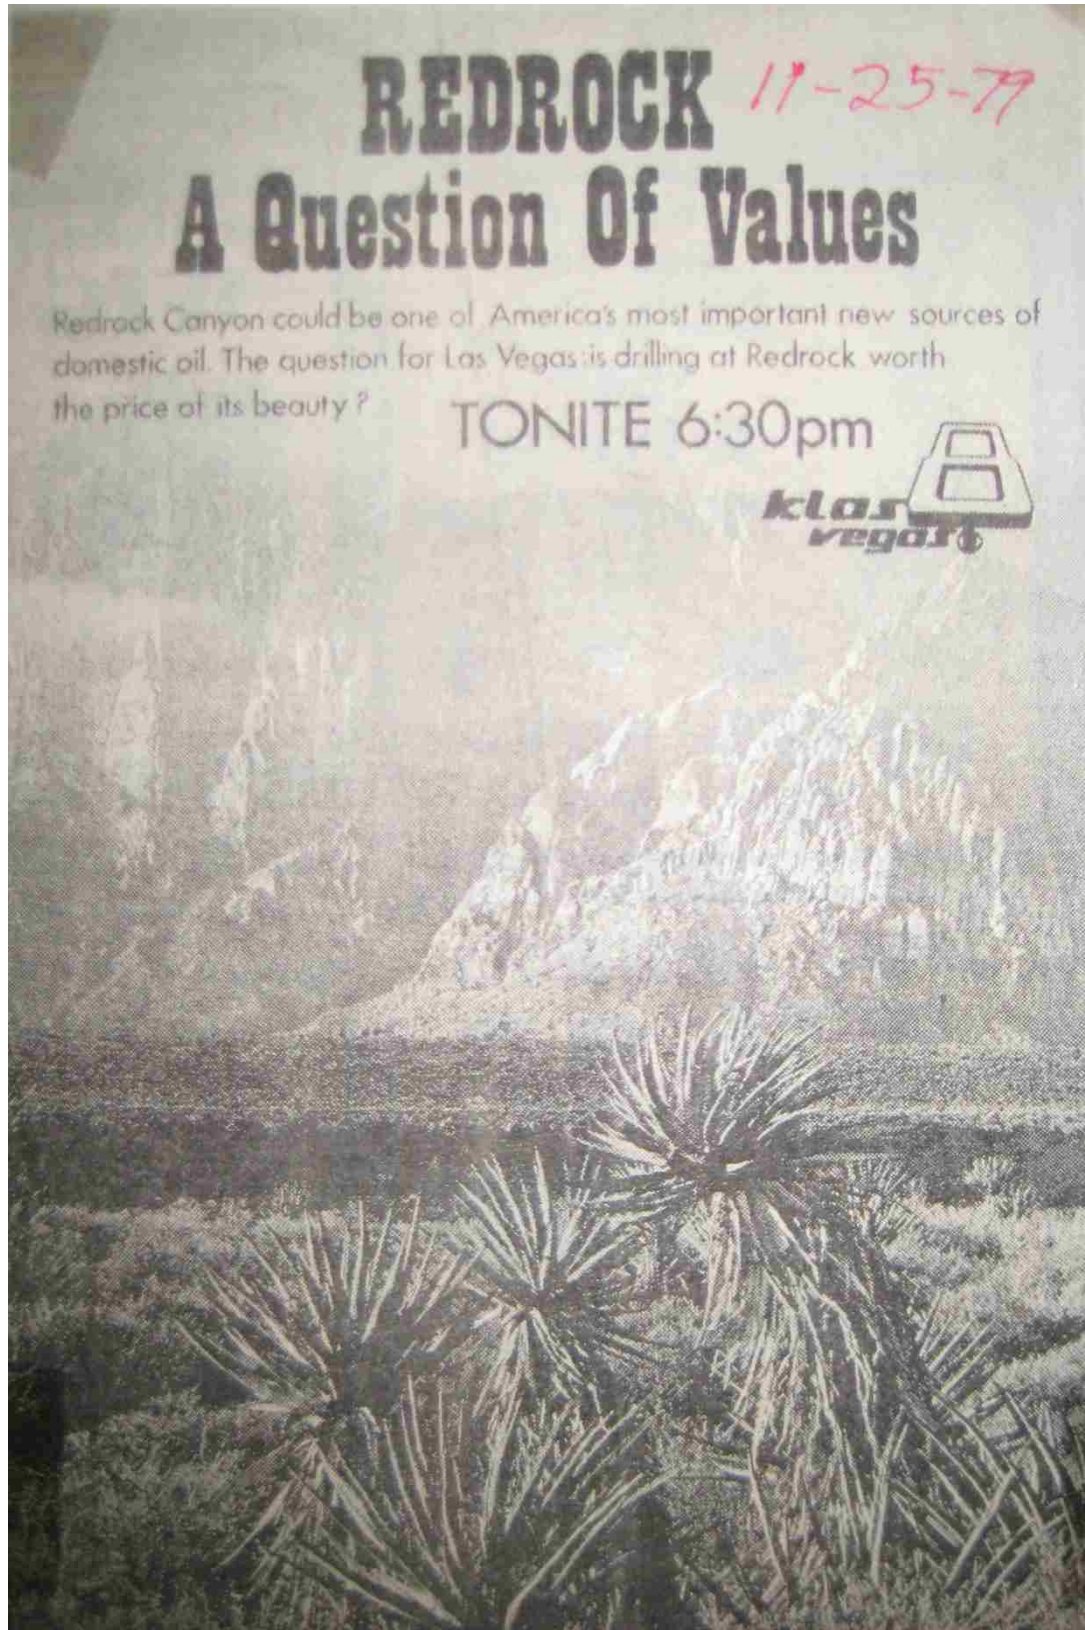 REDROCK 11-25-79
A Question Of Values
Redrock Canyon could be one of America's most important new sources of
domestic oil. The question for Las Vegas: is drilling at Redrock worth
the price of its beauty?
TONITE 6:30pm
klas
vegas